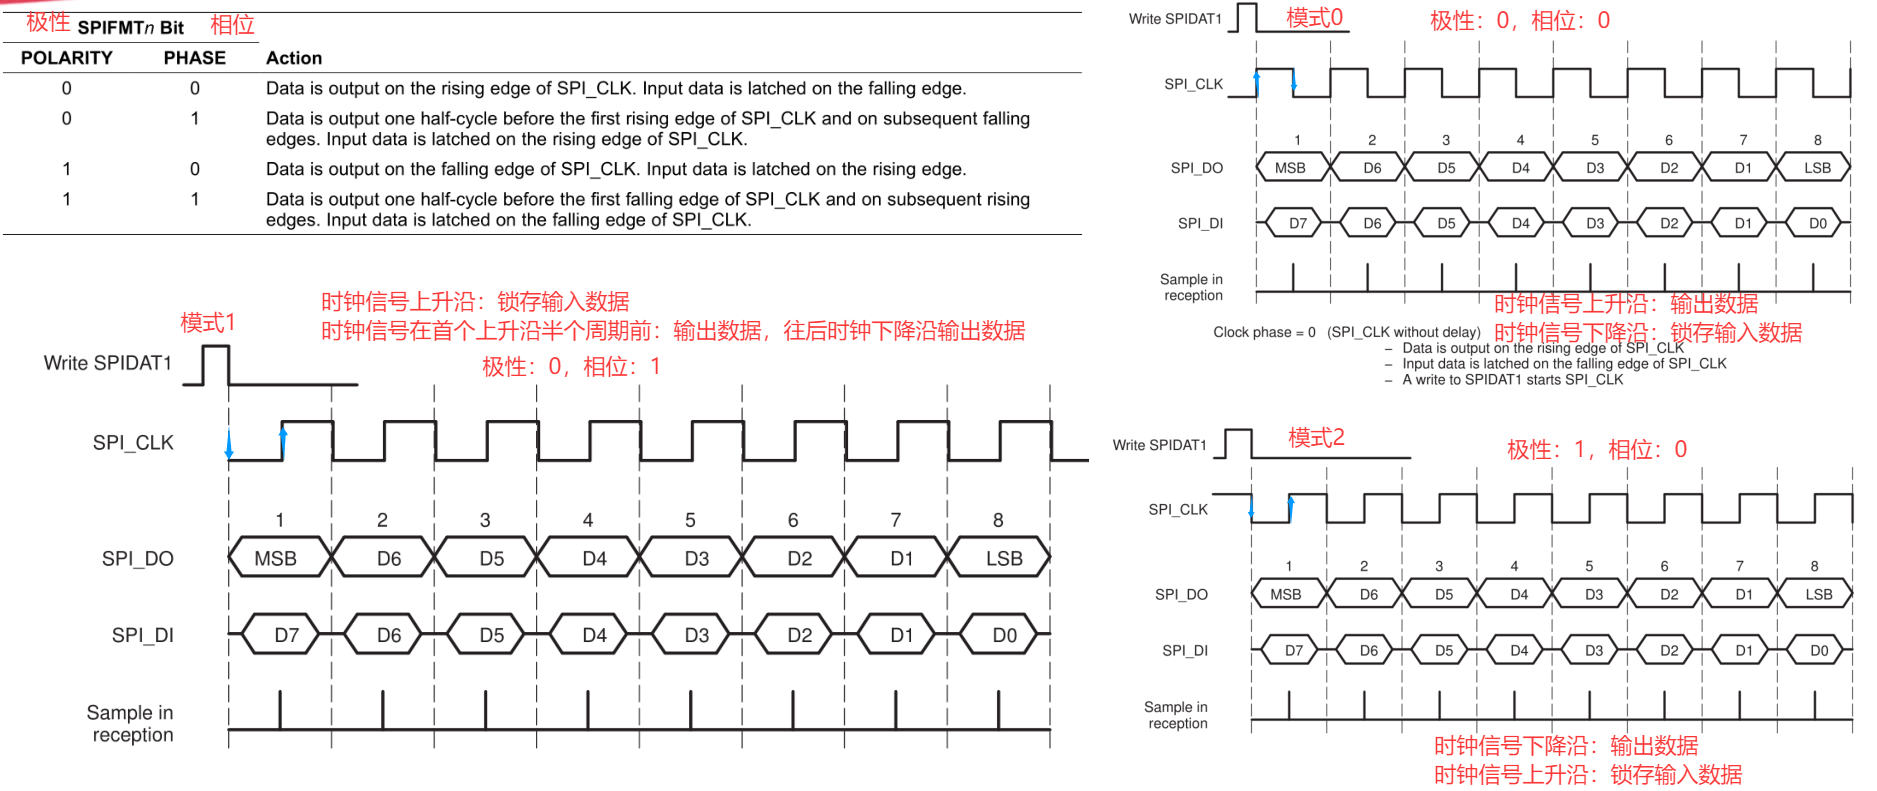 极性 SPIFMTn Bit 相位
POLARITY PHASE Action
0 0 Data is output on the rising edge of SPI_CLK. Input data is latched on the falling edge.
0 1 Data is output one half-cycle before the first rising edge of SPI_CLK and on subsequent falling
edges. Input data is latched on the rising edge of SPI_CLK.
1 0 Data is output on the falling edge of SPI_CLK. Input data is latched on the rising edge.
1 1 Data is output one half-cycle before the first falling edge of SPI_CLK and on subsequent rising
edges. Input data is latched on the falling edge of SPI_CLK.
时钟信号上升沿：锁存输入数据
模式1
时钟信号在首个上升沿半个周期前：输出数据，往后时钟下降沿输出数据
Write SPIDAT1
极性：0，相位：1
SPI_CLK
1 2 3 4 5 6 7 8
SPI_DO MSB D6 D5 D4 D3 D2 D1 LSB
SPI_DI D7 D6 D5 D4 D3 D2 D1 D0
Sample in
reception
Write SPIDAT1 模式0 极性：0，相位：0
SPI_CLK
1 2 3 4 5 6 7 8
SPI_DO MSB D6 D5 D4 D3 D2 D1 LSB
SPI_DI D7 D6 D5 D4 D3 D2 D1 D0
Sample in
reception
时钟信号上升沿：输出数据
Clock phase = 0 (SPI_CLK without delay) 时钟信号下降沿：锁存输入数据
– Data is output on the rising edge of SPI_CLK
– Input data is latched on the falling edge of SPI_CLK
– A write to SPIDAT1 starts SPI_CLK
Write SPIDAT1 模式2 极性：1，相位：0
SPI_CLK
1 2 3 4 5 6 7 8
SPI_DO MSB D6 D5 D4 D3 D2 D1 LSB
SPI_DI D7 D6 D5 D4 D3 D2 D1 D0
Sample in
reception
时钟信号下降沿：输出数据
时钟信号上升沿：锁存输入数据